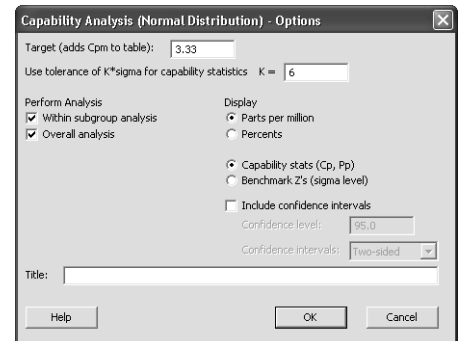 Capability Analysis (Normal Distribution) - Options
Target (adds Cpm to table): 3.33
Use tolerance of K*sigma for capability statistics K = 6
Perform Analysis
Within subgroup analysis
Overall analysis
Display
Parts per million
Percents
Capability stats (Cp, Pp)
Benchmark Z's (sigma level)
Include confidence intervals
Confidence level: 95.0
Confidence intervals: Two-sided
Title:
Help
OK
Cancel